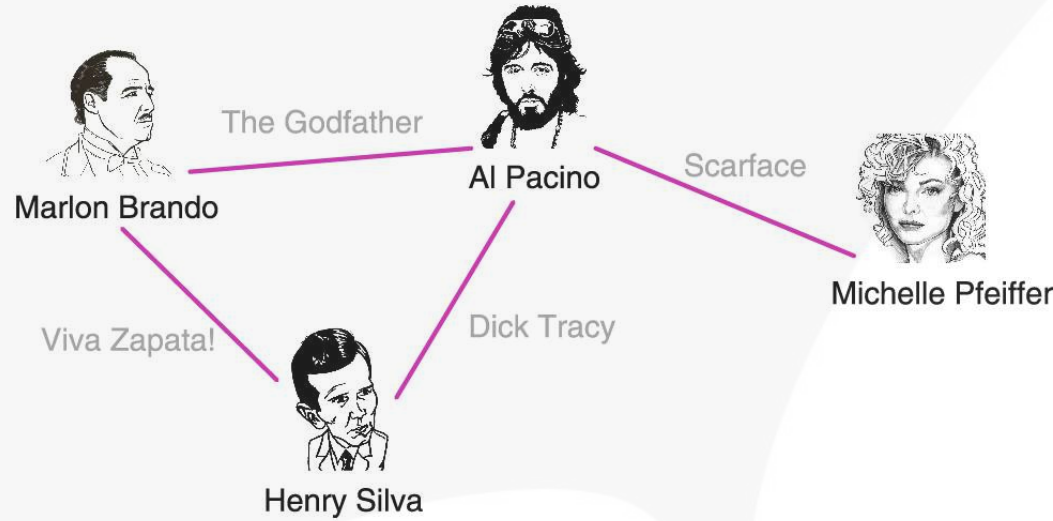 The Godfather
Al Pacino
Scarface
Marlon Brando
Michelle Pfeiffer
Viva Zapata!
Dick Tracy
Henry Silva